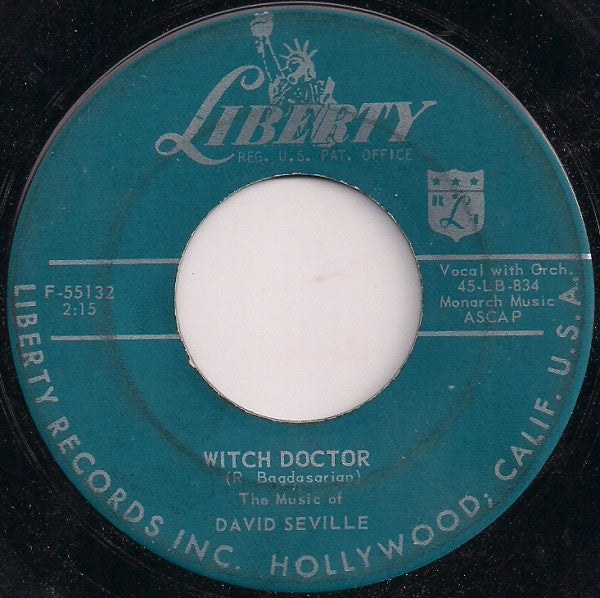 LIBERTY
REG. U.S. PAT. OFFICE
R L I
Vocal with Orch.
F-55132
45-LB-834
2:15
Monarch Music
ASCAP
WITCH DOCTOR
(R. Bagdasarian)
The Music of
DAVID SEVILLE
LIBERTY RECORDS INC. HOLLYWOOD; CALIF. U.S.A.